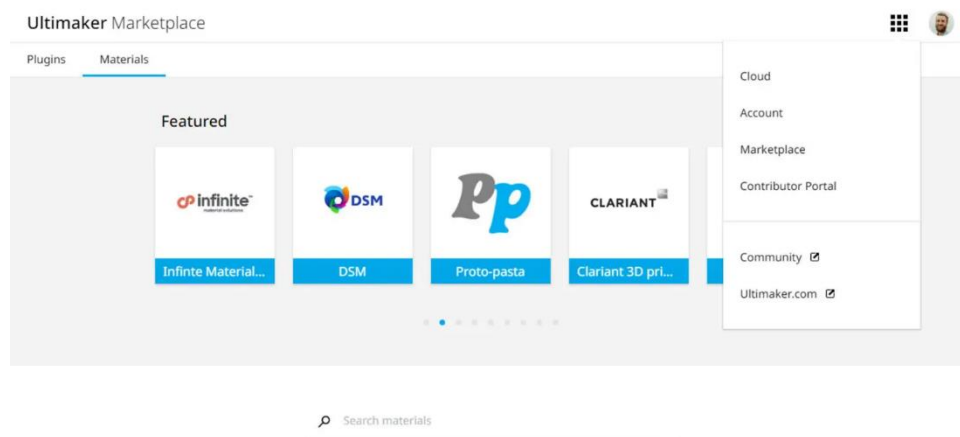 Ultimaker Marketplace
Plugins Materials
Cloud
Account
Marketplace
Contributor Portal
Community
Ultimaker.com
Featured
infinite™
material solutions
DSM
Pp
CLARIANT
Infinte Material...
DSM
Proto-pasta
Clariant 3D pri...
Search materials